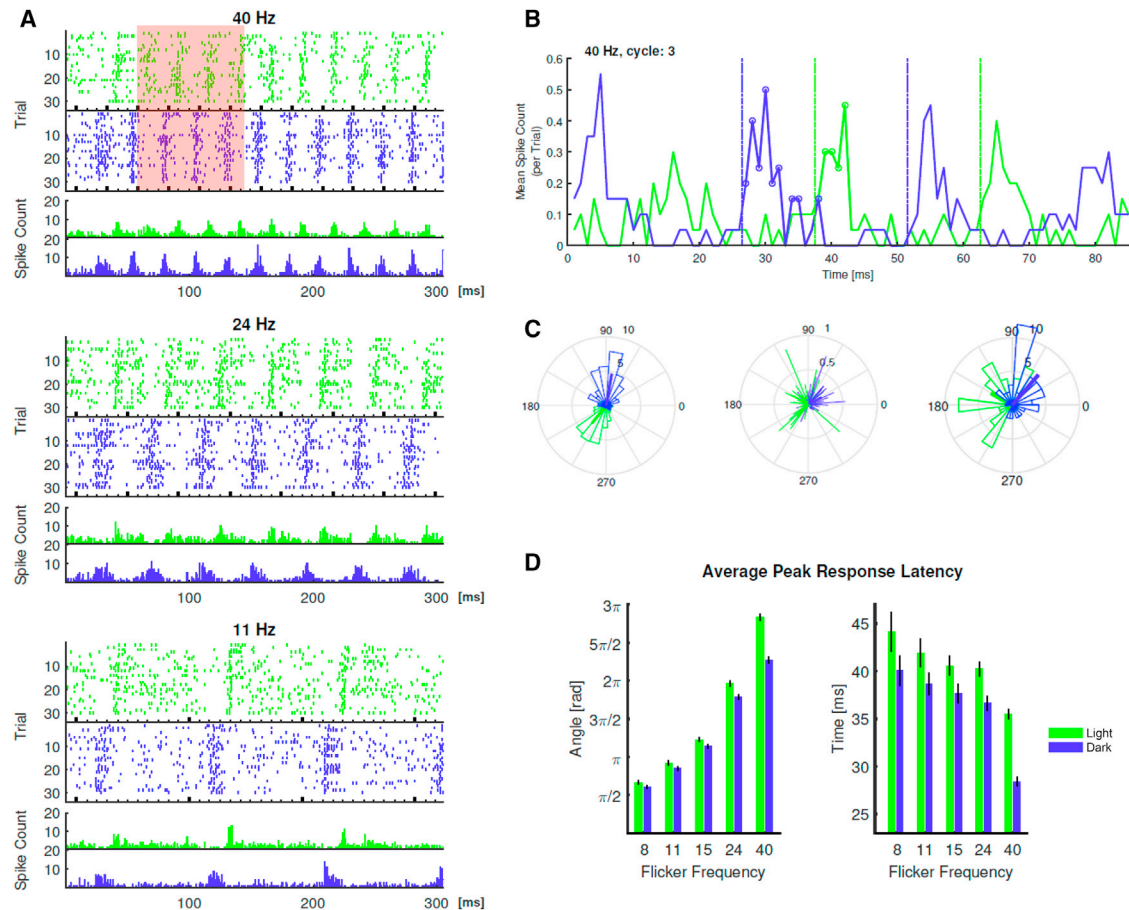 A
40 Hz
10
20
30
Trial
10
20
30
20
10
20
10
Spike Count
100
200
300
[ms]
24 Hz
10
20
30
Trial
10
20
30
20
10
20
10
Spike Count
100
200
300
[ms]
11 Hz
10
20
30
Trial
10
20
30
20
10
20
10
Spike Count
100
200
300
[ms]
B
40 Hz, cycle: 3
0.6
0.5
0.4
0.3
0.2
0.1
0
Mean Spike Count
(per Trial)
0
10
20
30
40
50
60
70
80
Time [ms]
C
90
10
5
180
0
270
90
1
0.5
180
0
270
90
10
5
180
0
270
D
Average Peak Response Latency
3π
5π/2
2π
3π/2
π
π/2
Angle [rad]
8
11
15
24
40
Flicker Frequency
45
40
35
30
25
Time [ms]
8
11
15
24
40
Flicker Frequency
Light
Dark